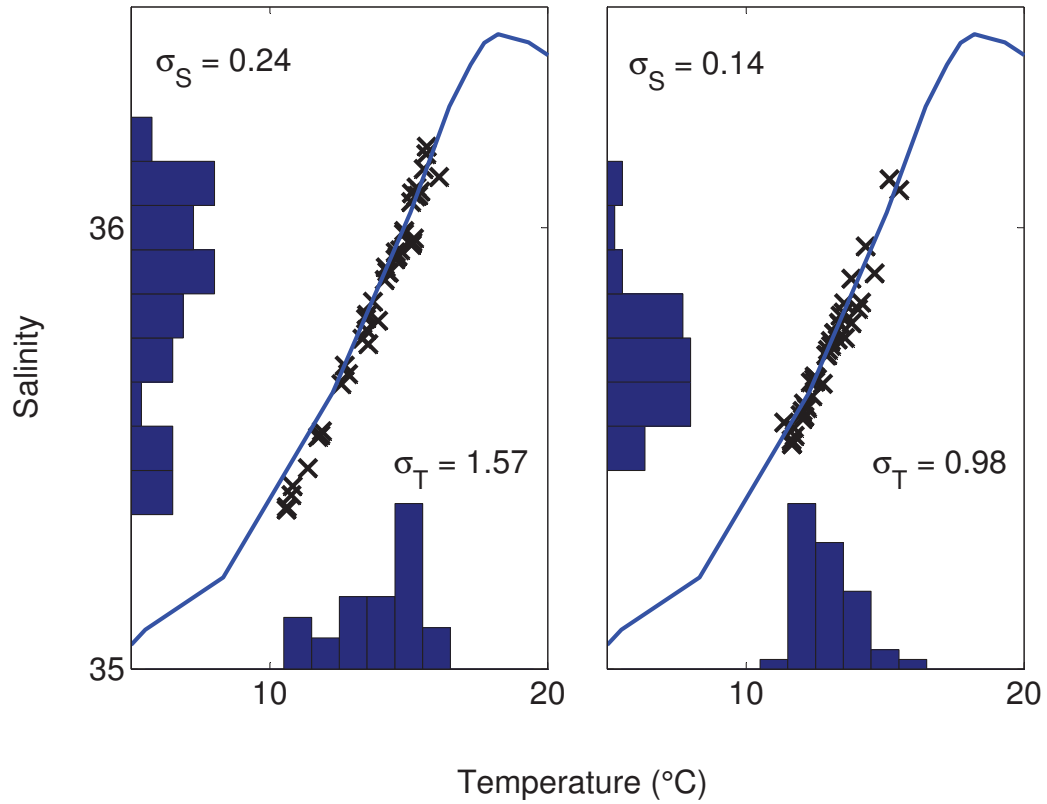 σS = 0.24
σS = 0.14
36
Salinity
σT = 1.57
σT = 0.98
35
10
20
10
20
Temperature (°C)